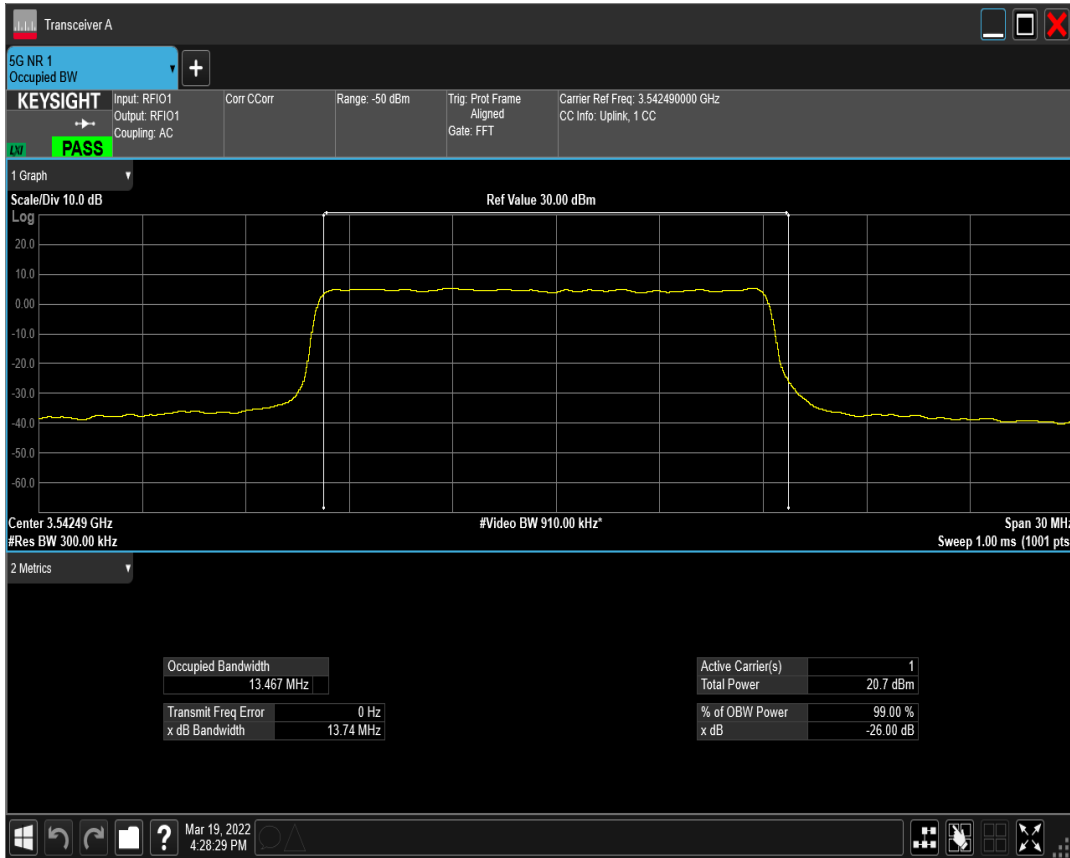 Transceiver A
5G NR 1
Occupied BW
+
KEYSIGHT
LXI
PASS
Input: RFIO1
Output: RFIO1
Coupling: AC
Corr CCorr
Range: -50 dBm
Trig: Prot Frame
Aligned
Gate: FFT
Carrier Ref Freq: 3.542490000 GHz
CC Info: Uplink, 1 CC
1 Graph
Scale/Div 10.0 dB
Ref Value 30.00 dBm
Log
20.0
10.0
0.00
-10.0
-20.0
-30.0
-40.0
-50.0
-60.0
Center 3.54249 GHz
#Video BW 910.00 kHz*
Span 30 MHz
#Res BW 300.00 kHz
Sweep 1.00 ms (1001 pts
2 Metrics
Occupied Bandwidth
13.467 MHz
Transmit Freq Error 0 Hz
x dB Bandwidth 13.74 MHz
Active Carrier(s) 1
Total Power 20.7 dBm
% of OBW Power 99.00 %
x dB -26.00 dB
?
Mar 19, 2022
4:28:29 PM